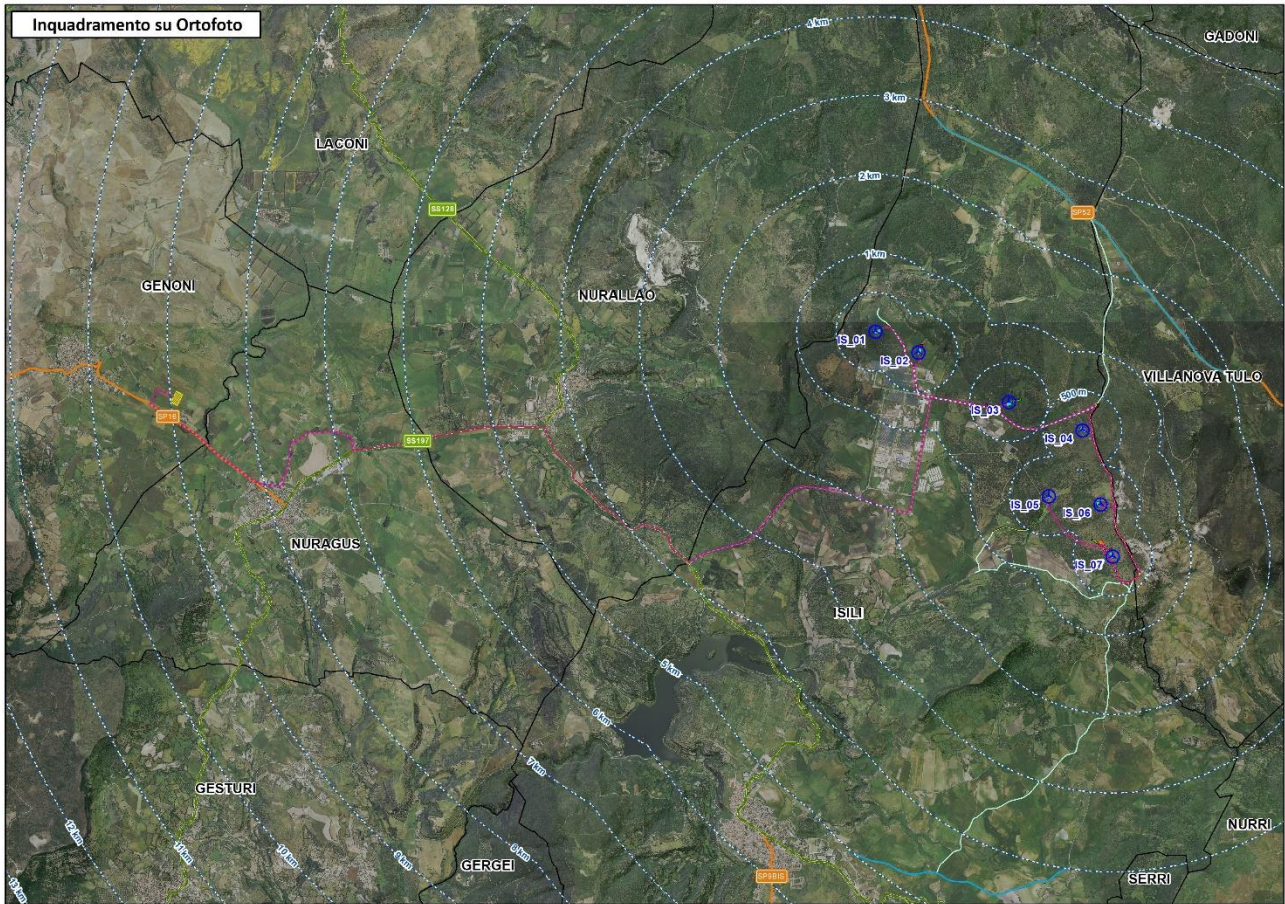 Inquadramento su Ortofoto
4 km
GADONI
3 km
LACONI
2 km
SS128
SP52
1 km
GENONI
NURALLAO
IS_01
IS_02
VILLANOVA TULO
500 m
IS_03
SP16
IS_04
SS197
IS_05
IS_06
NURAGUS
IS_07
ISILI
5 km
6 km
7 km
GESTURI
NURRI
12 km
11 km
10 km
9 km
8 km
GERGEI
SP9BIS
SERRI
13 km